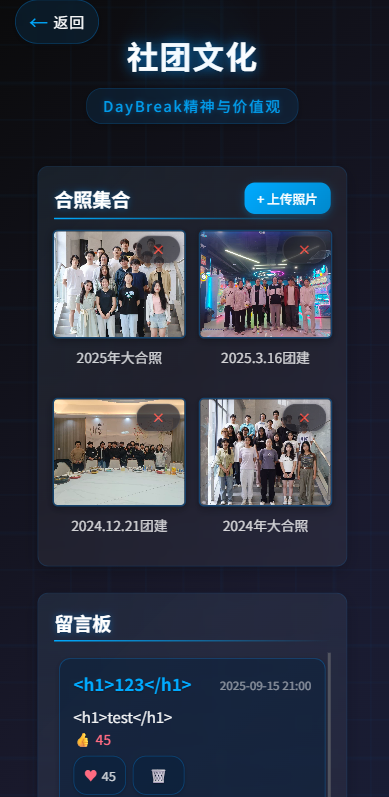 ← 返回
社团文化
DayBreak精神与价值观
合照集合
+ 上传照片
2025年大合照
2025.3.16团建
2024.12.21团建
2024年大合照
留言板
<h1>123</h1>
2025-09-15 21:00
<h1>test</h1>
👍 45
♥ 45